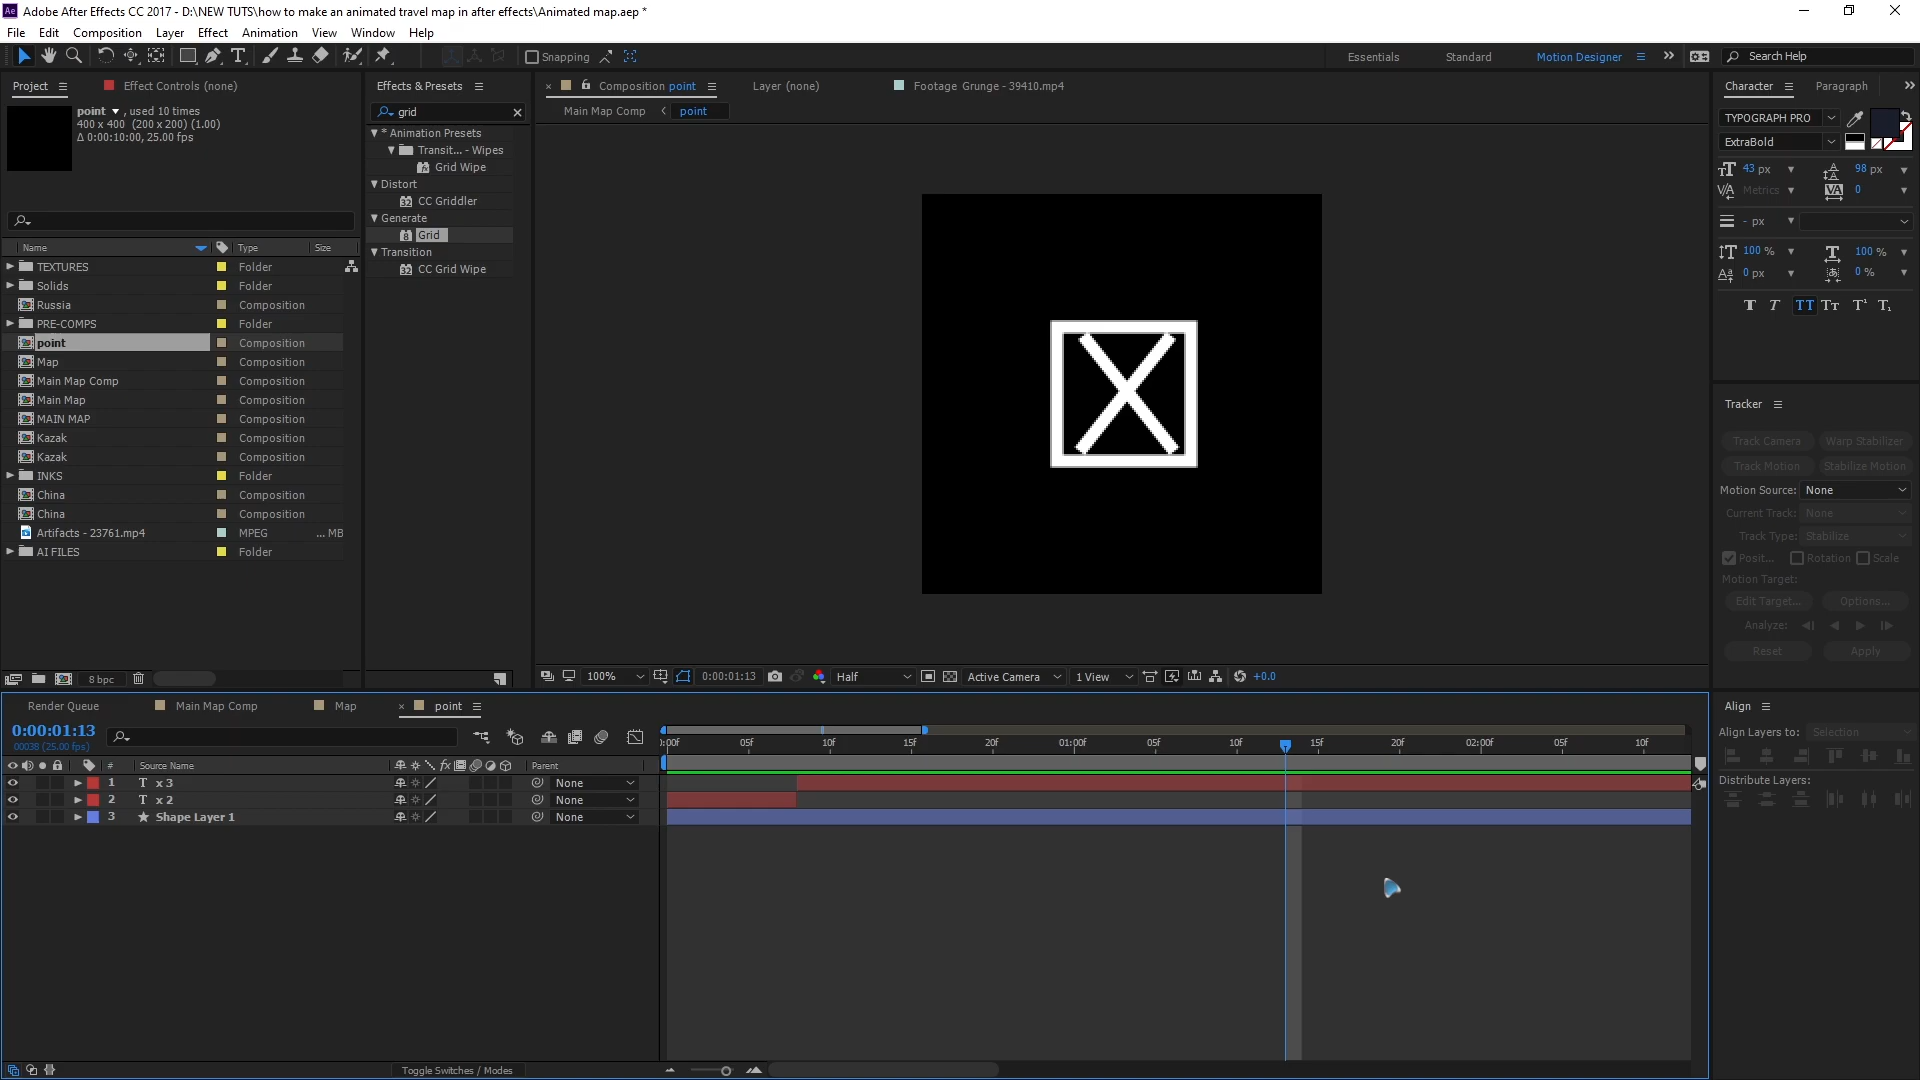 Adobe After Effects CC 2017 - D:\NEW TUTS\how to make an animated travel map in after effects\Animated map.aep *
File Edit Composition Layer Effect Animation View Window Help
Snapping Essentials Standard Motion Designer Search Help
Project Effect Controls (none)
point , used 10 times
400 x 400 (200 x 200) (1.00)
Δ 0:00:10:00, 25.00 fps
Name Type Size
TEXTURES Folder
Solids Folder
Russia Composition
PRE-COMPS Folder
point Composition
Map Composition
Main Map Comp Composition
Main Map Composition
MAIN MAP Composition
Kazak Composition
Kazak Composition
INKS Folder
China Composition
China Composition
Artifacts - 23761.mp4 MPEG ... MB
AI FILES Folder
8 bpc
Effects & Presets
grid
* Animation Presets
Transit... - Wipes
Grid Wipe
Distort
CC Griddler
Generate
Grid
Transition
CC Grid Wipe
Composition point Layer (none) Footage Grunge - 39410.mp4
Main Map Comp point
X
100% 0:00:01:13 Half Active Camera 1 View +0.0
Character Paragraph
TYPOGRAPH PRO
ExtraBold
43 px 98 px
Metrics 0
- px
100 % 100 %
0 px 0 %
Tracker
Track Camera Warp Stabilizer
Track Motion Stabilize Motion
Motion Source: None
Current Track: None
Track Type: Stabilize
Posit... Rotation Scale
Motion Target:
Edit Target... Options...
Analyze:
Reset Apply
Align
Align Layers to: Selection
Distribute Layers:
Render Queue Main Map Comp Map point
0:00:01:13
00038 (25.00 fps)
# Source Name Parent
1 T x 3 None
2 T x 2 None
3 Shape Layer 1 None
):00f 05f 10f 15f 20f 01:00f 05f 10f 15f 20f 02:00f 05f 10f
Toggle Switches / Modes